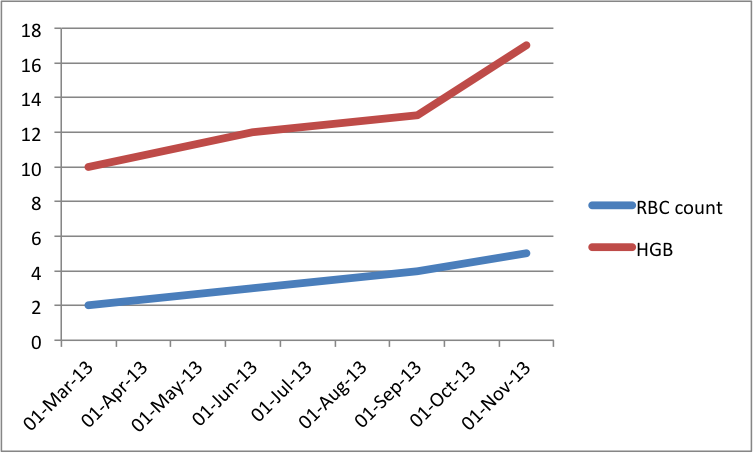 18
16
14
12
10
8
6
4
2
0
01-Mar-13
01-Apr-13
01-May-13
01-Jun-13
01-Jul-13
01-Aug-13
01-Sep-13
01-Oct-13
01-Nov-13
RBC count
HGB